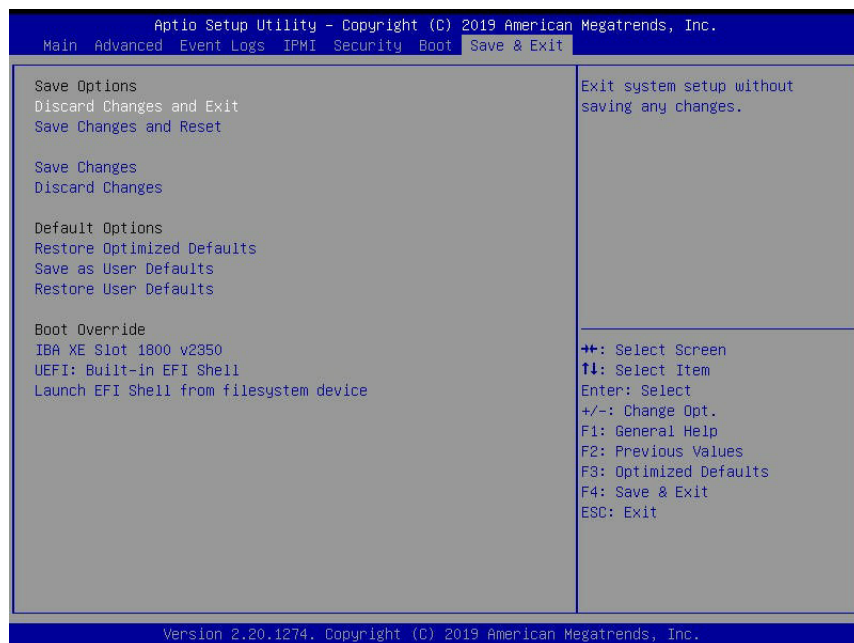 Aptio Setup Utility – Copyright (C) 2019 American Megatrends, Inc.
Main Advanced Event Logs IPMI Security Boot Save & Exit
Save Options
Discard Changes and Exit
Save Changes and Reset
Save Changes
Discard Changes
Default Options
Restore Optimized Defaults
Save as User Defaults
Restore User Defaults
Boot Override
IBA XE Slot 1800 v2350
UEFI: Built-in EFI Shell
Launch EFI Shell from filesystem device
Exit system setup without
saving any changes.
→←: Select Screen
↑↓: Select Item
Enter: Select
+/-: Change Opt.
F1: General Help
F2: Previous Values
F3: Optimized Defaults
F4: Save & Exit
ESC: Exit
Version 2.20.1274. Copyright (C) 2019 American Megatrends, Inc.